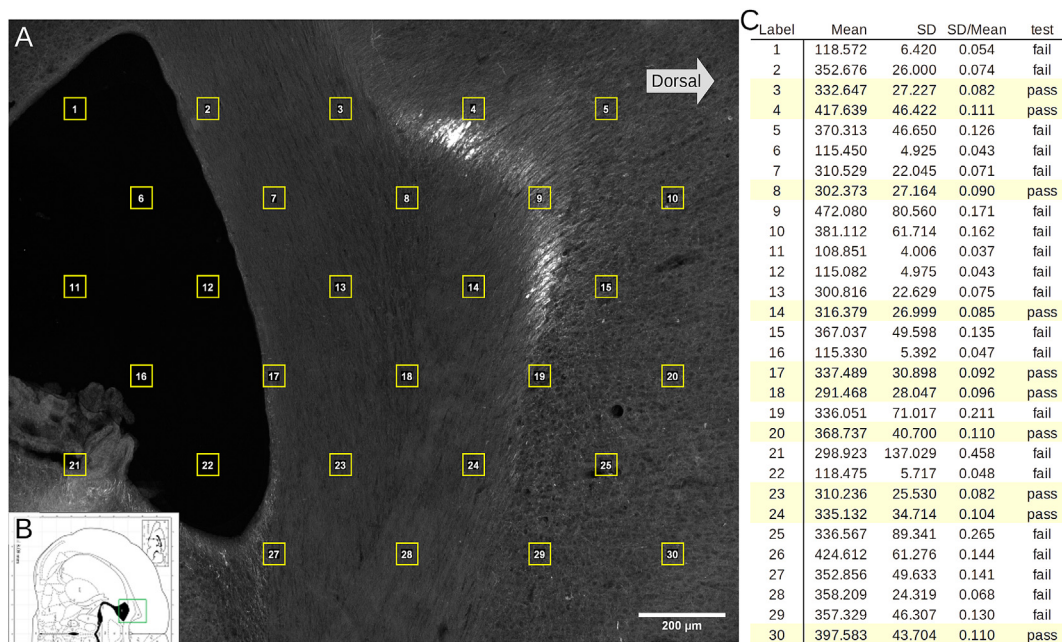 A
Dorsal
1
2
3
4
5
6
7
8
9
10
11
12
13
14
15
16
17
18
19
20
21
22
23
24
25
27
28
29
30
B
200 µm
C
Label Mean SD SD/Mean test
1 118.572 6.420 0.054 fail
2 352.676 26.000 0.074 fail
3 332.647 27.227 0.082 pass
4 417.639 46.422 0.111 pass
5 370.313 46.650 0.126 fail
6 115.450 4.925 0.043 fail
7 310.529 22.045 0.071 fail
8 302.373 27.164 0.090 pass
9 472.080 80.560 0.171 fail
10 381.112 61.714 0.162 fail
11 108.851 4.006 0.037 fail
12 115.082 4.975 0.043 fail
13 300.816 22.629 0.075 fail
14 316.379 26.999 0.085 pass
15 367.037 49.598 0.135 fail
16 115.330 5.392 0.047 fail
17 337.489 30.898 0.092 pass
18 291.468 28.047 0.096 pass
19 336.051 71.017 0.211 fail
20 368.737 40.700 0.110 pass
21 298.923 137.029 0.458 fail
22 118.475 5.717 0.048 fail
23 310.236 25.530 0.082 pass
24 335.132 34.714 0.104 pass
25 336.567 89.341 0.265 fail
26 424.612 61.276 0.144 fail
27 352.856 49.633 0.141 fail
28 358.209 24.319 0.068 fail
29 357.329 46.307 0.130 fail
30 397.583 43.704 0.110 pass